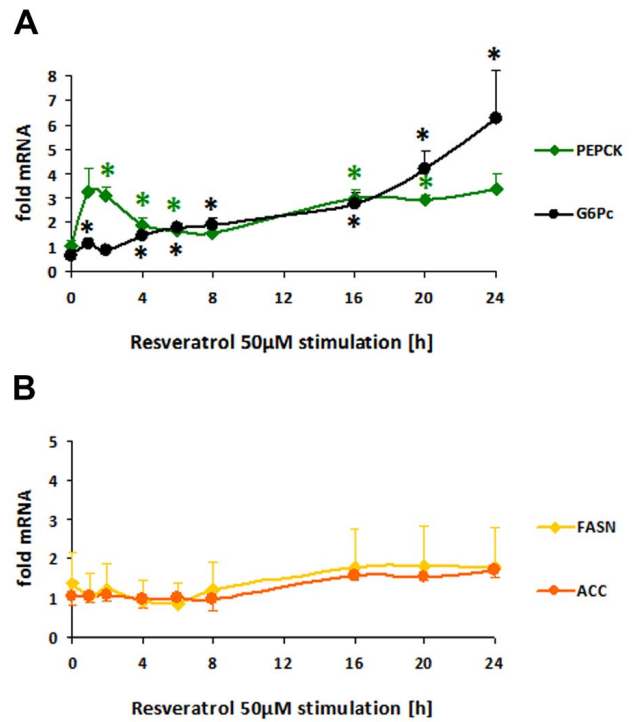 A
fold mRNA
8
7
6
5
4
3
2
1
0
* * * * * *
* * * * * * * *
0 4 8 12 16 20 24
Resveratrol 50µM stimulation [h]
PEPCK
G6Pc
B
fold mRNA
5
4
3
2
1
0
0 4 8 12 16 20 24
Resveratrol 50µM stimulation [h]
FASN
ACC